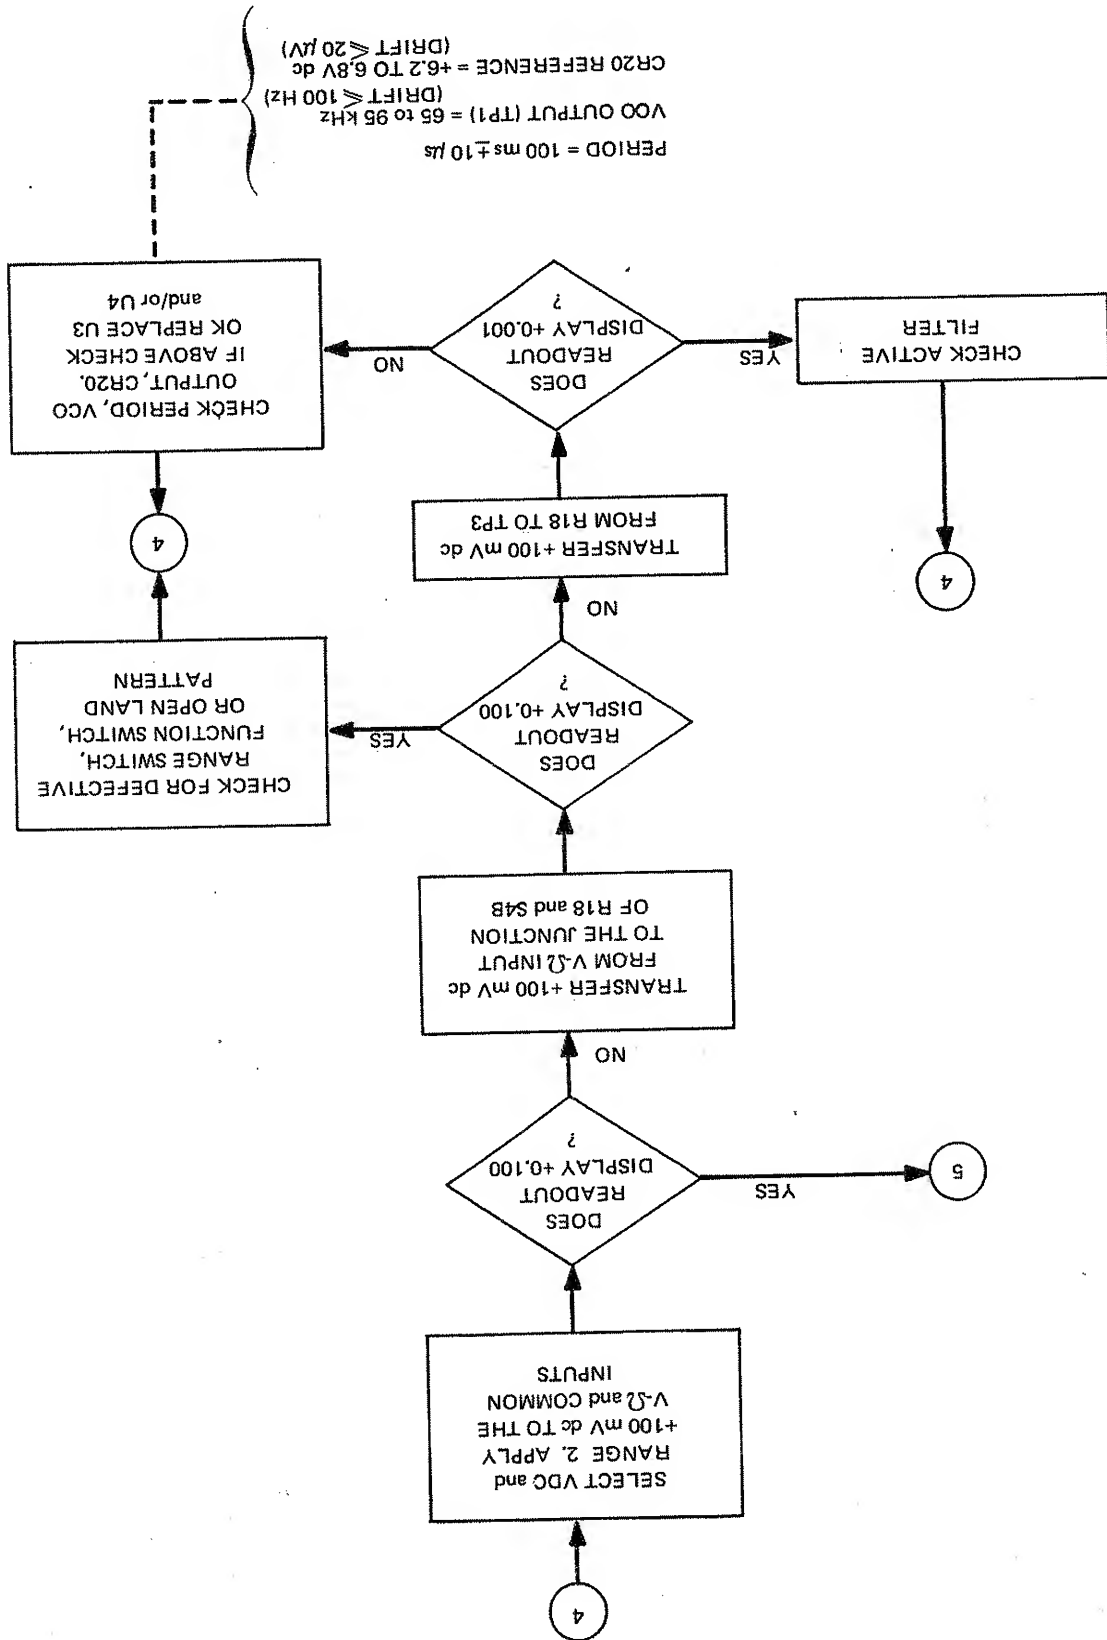 4
SELECT VDC and
RANGE 2. APPLY
+100 mV dc TO THE
V-Ω and COMMON
INPUTS
DOES
READOUT
DISPLAY +0.100
?
YES
5
NO
TRANSFER +100 mV dc
FROM V-Ω INPUT
TO THE JUNCTION
OF R18 and S4B
DOES
READOUT
DISPLAY +0.100
?
YES
CHECK FOR DEFECTIVE
RANGE SWITCH,
FUNCTION SWITCH,
OR OPEN LAND
PATTERN
4
NO
TRANSFER +100 mV dc
FROM R18 TO TP3
DOES
READOUT
DISPLAY +0.001
?
YES
CHECK ACTIVE
FILTER
4
NO
CHECK PERIOD, VCO
OUTPUT, CR20.
IF ABOVE CHECK
OK REPLACE U3
and/or U4
PERIOD = 100 ms ±10 µs
VCO OUTPUT (TP1) = 65 to 95 kHz
(DRIFT ≤ 100 Hz)
CR20 REFERENCE = +6.2 TO 6.8V dc
(DRIFT ≤ 20 µV)